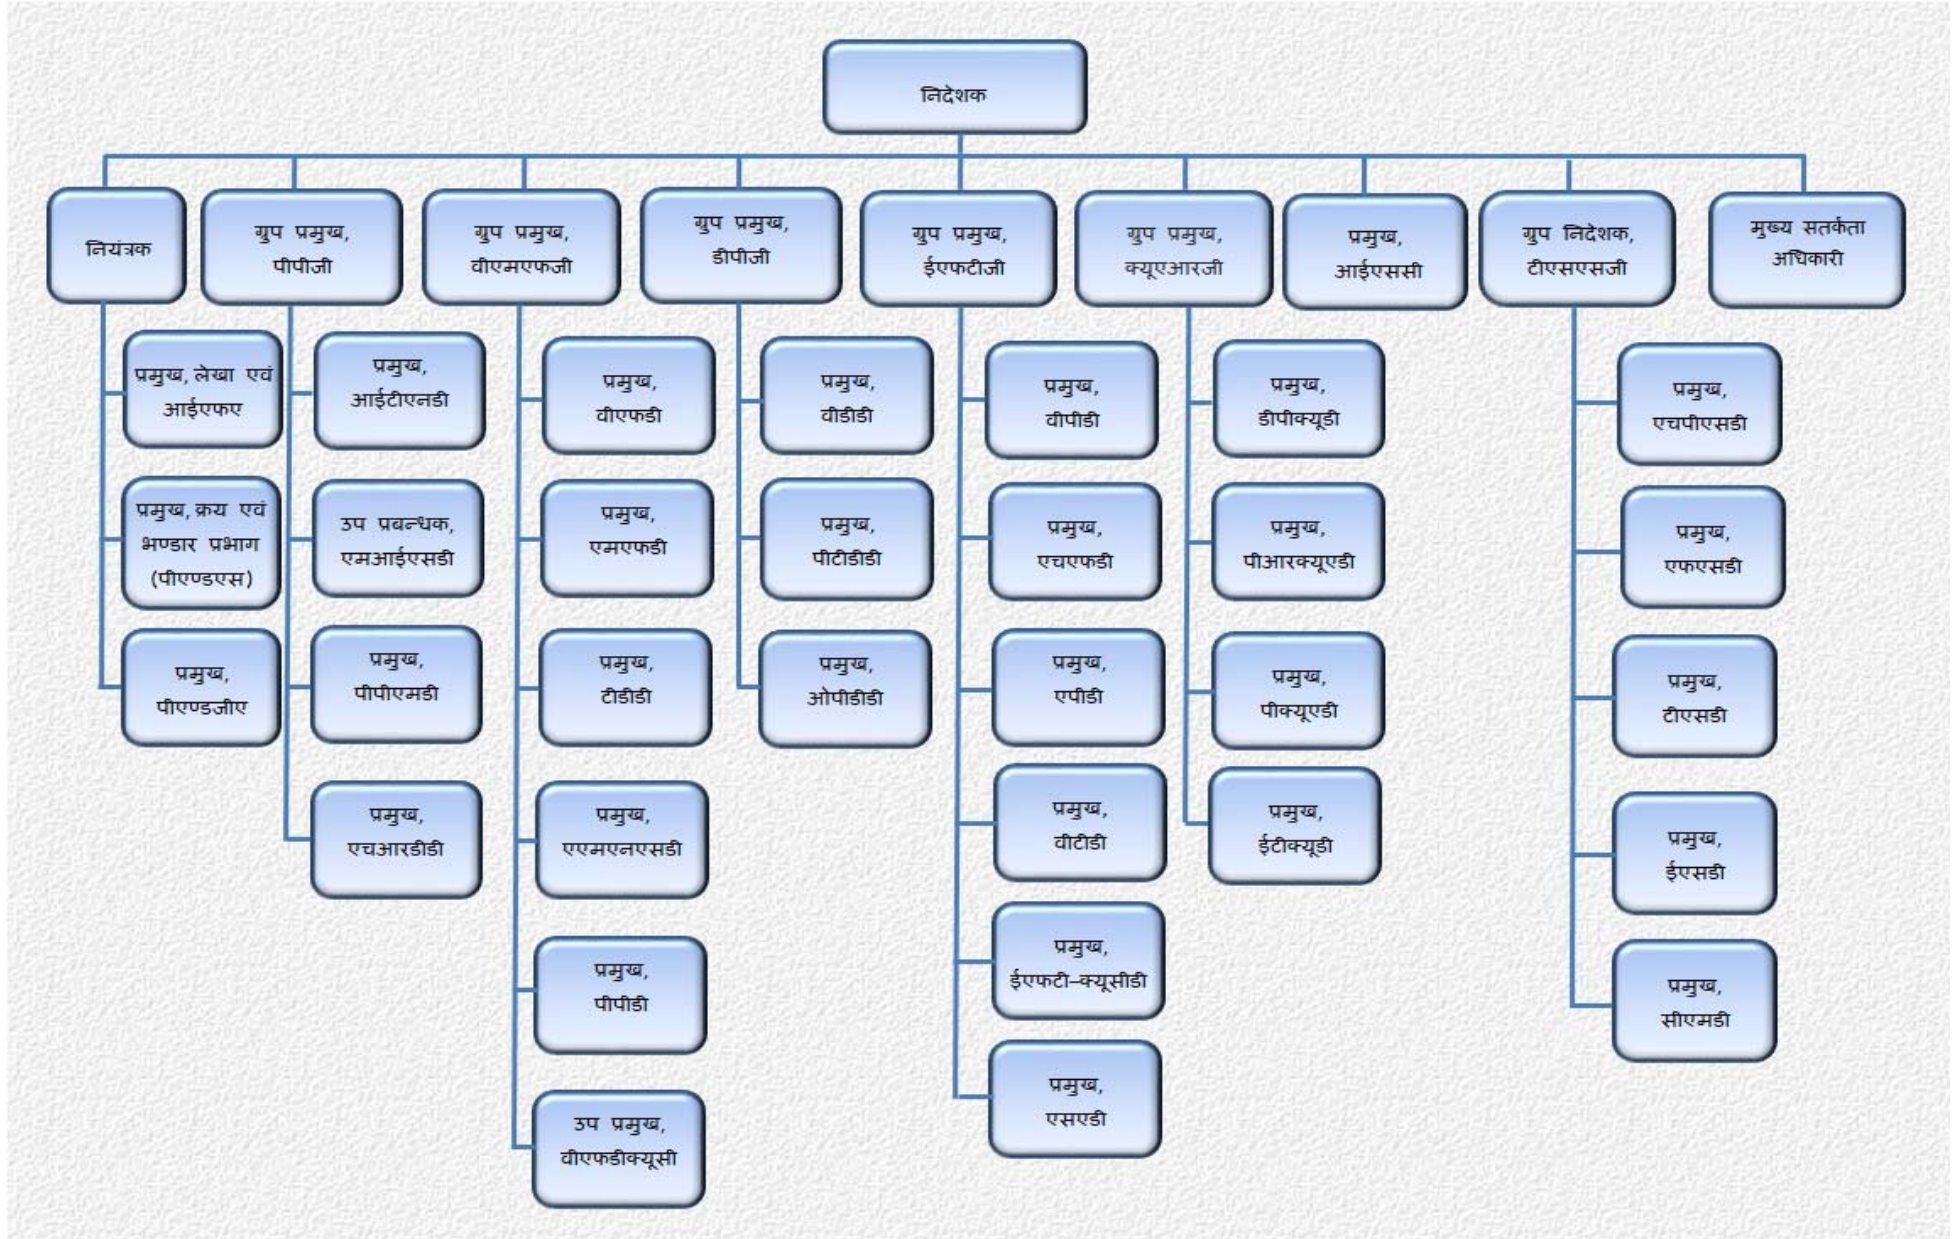 निदेशक
नियंत्रक
ग्रुप प्रमुख,
पीपीजी
ग्रुप प्रमुख,
वीएमएफजी
ग्रुप प्रमुख,
डीपीजी
ग्रुप प्रमुख,
ईएफटीजी
ग्रुप प्रमुख,
क्यूएआरजी
प्रमुख,
आईएससी
ग्रुप निदेशक,
टीएसएसजी
मुख्य सतर्कता
अधिकारी
प्रमुख, लेखा एवं
आईएफए
प्रमुख, क्रय एवं
भण्डार प्रभाग
(पीएण्डएस)
प्रमुख,
पीएण्डजीए
प्रमुख,
आईटीएनडी
उप प्रबन्धक,
एमआईएसडी
प्रमुख,
पीपीएमडी
प्रमुख,
एचआरडीडी
प्रमुख,
वीएफडी
प्रमुख,
एमएफडी
प्रमुख,
टीडीडी
प्रमुख,
एएमएनएसडी
प्रमुख,
पीपीडी
उप प्रमुख,
वीएफडीक्यूसी
प्रमुख,
वीडीडी
प्रमुख,
पीटीडीडी
प्रमुख,
ओपीडीडी
प्रमुख,
वीपीडी
प्रमुख,
एचएफडी
प्रमुख,
एपीडी
प्रमुख,
वीटीडी
प्रमुख,
ईएफटी–क्यूसीडी
प्रमुख,
एसएडी
प्रमुख,
डीपीक्यूडी
प्रमुख,
पीआरक्यूएडी
प्रमुख,
पीक्यूएडी
प्रमुख,
ईटीक्यूडी
प्रमुख,
एचपीएसडी
प्रमुख,
एफएसडी
प्रमुख,
टीएसडी
प्रमुख,
ईएसडी
प्रमुख,
सीएमडी